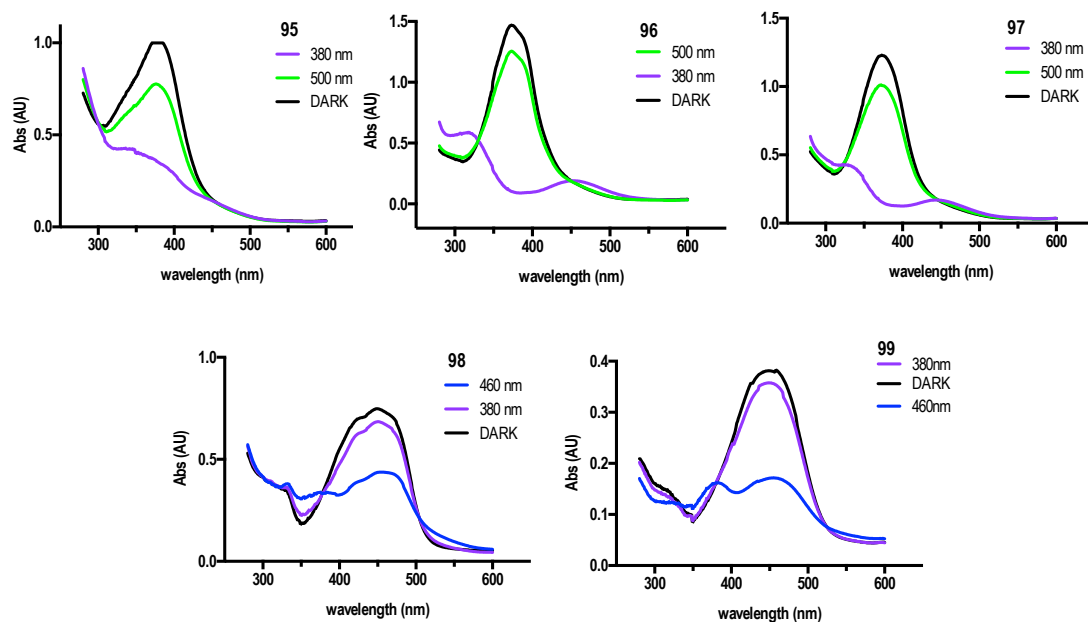 95
380 nm
500 nm
DARK
1.0
0.5
0.0
Abs (AU)
300 400 500 600
wavelength (nm)
96
500 nm
380 nm
DARK
1.5
1.0
0.5
0.0
Abs (AU)
300 400 500 600
wavelength (nm)
97
380 nm
500 nm
DARK
1.5
1.0
0.5
0.0
Abs (AU)
300 400 500 600
wavelength (nm)
98
460 nm
380 nm
DARK
1.0
0.5
0.0
Abs (AU)
300 400 500 600
wavelength (nm)
99
380nm
DARK
460nm
0.4
0.3
0.2
0.1
0.0
Abs (AU)
300 400 500 600
wavelength (nm)